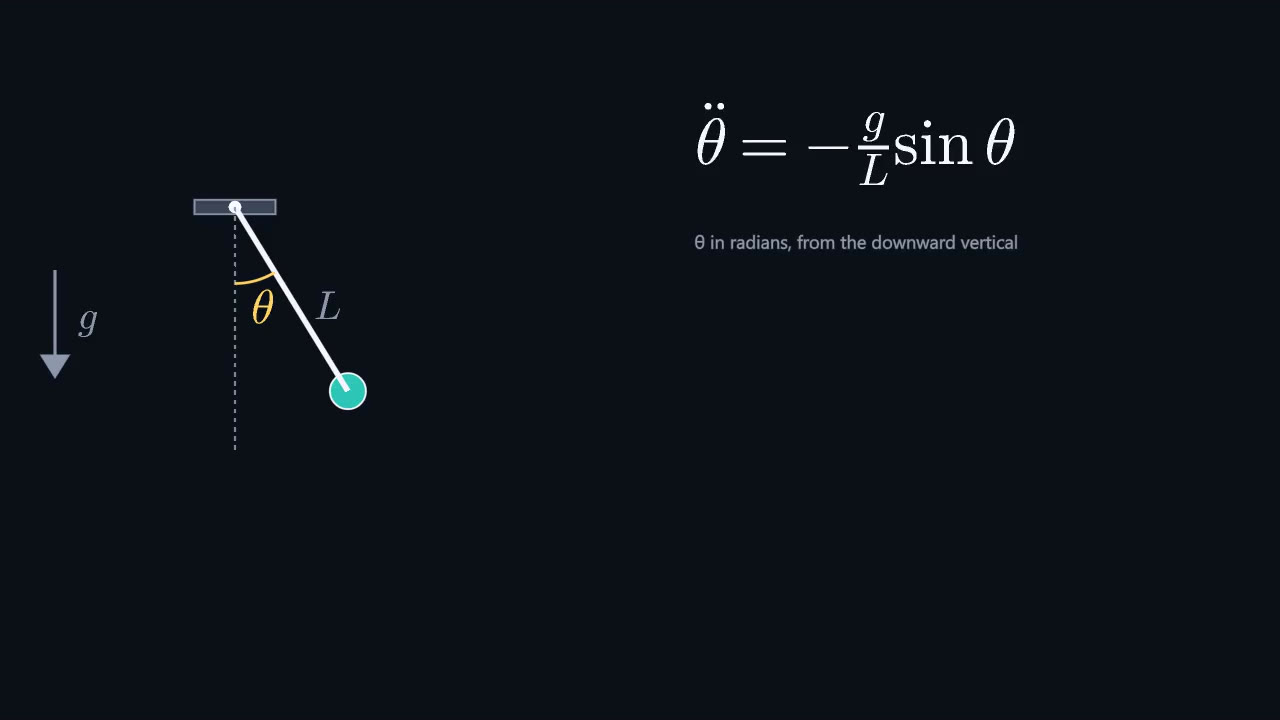 θ̈ = −g/L sin θ
θ in radians, from the downward vertical
g
θ
L